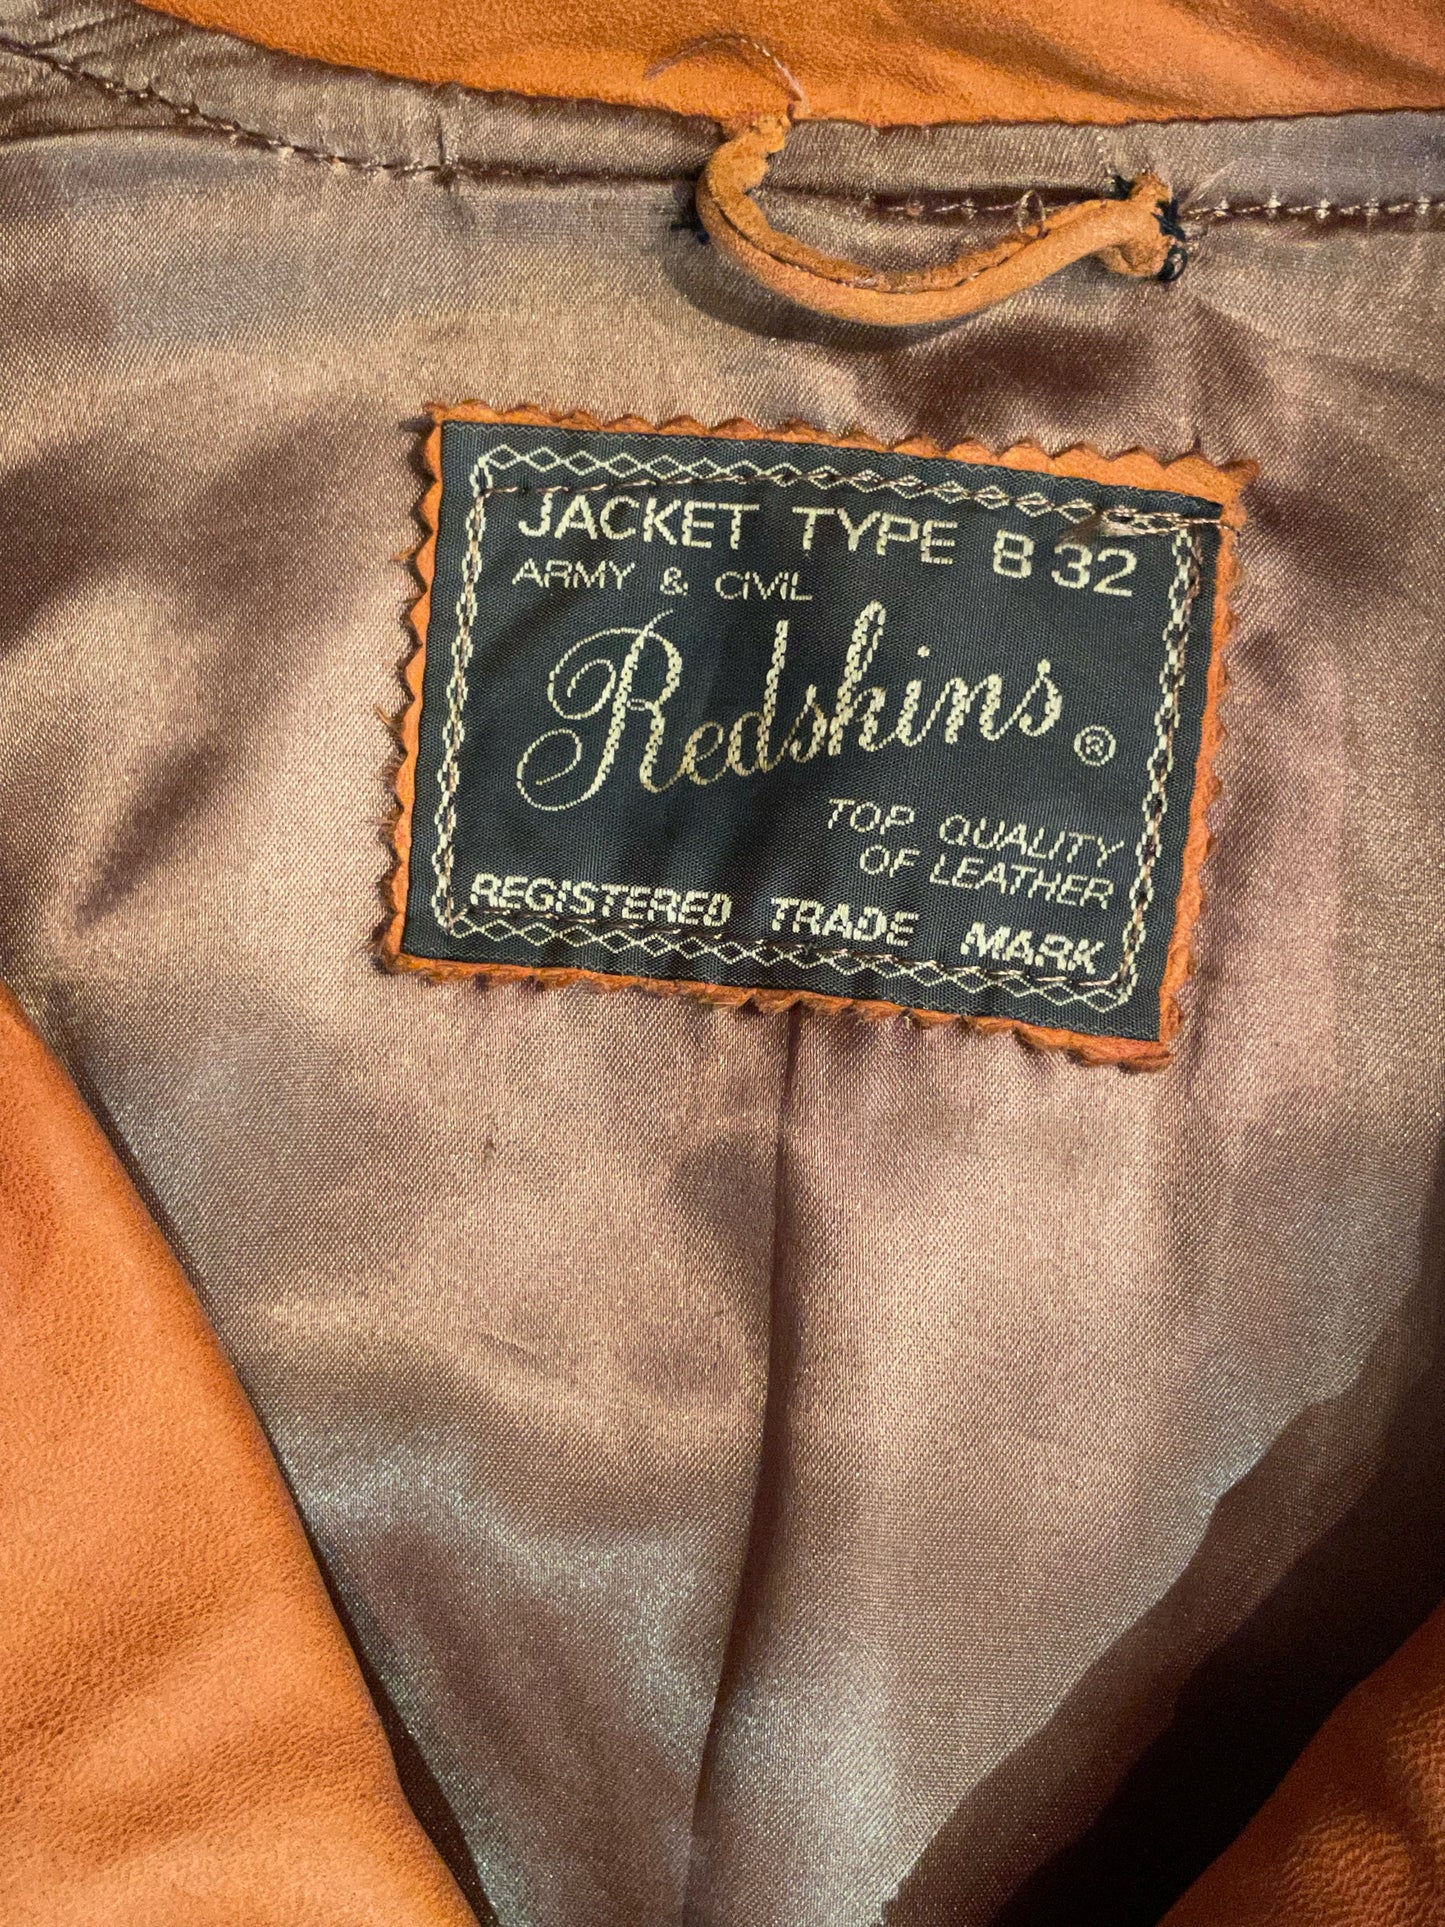 JACKET TYPE B 32
ARMY & CIVIL
Redskins ®
TOP QUALITY
OF LEATHER
REGISTERED TRADE MARK